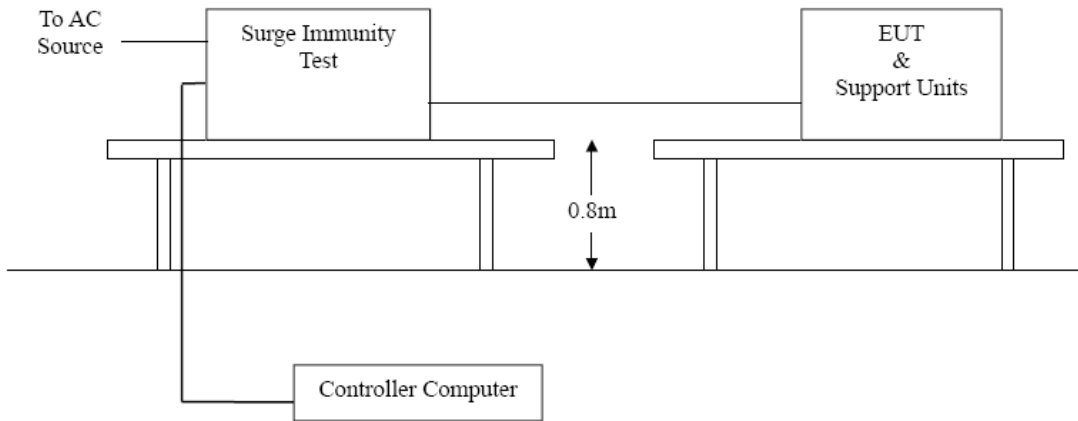 To AC
Source
Surge Immunity
Test
EUT
&
Support Units
0.8m
Controller Computer